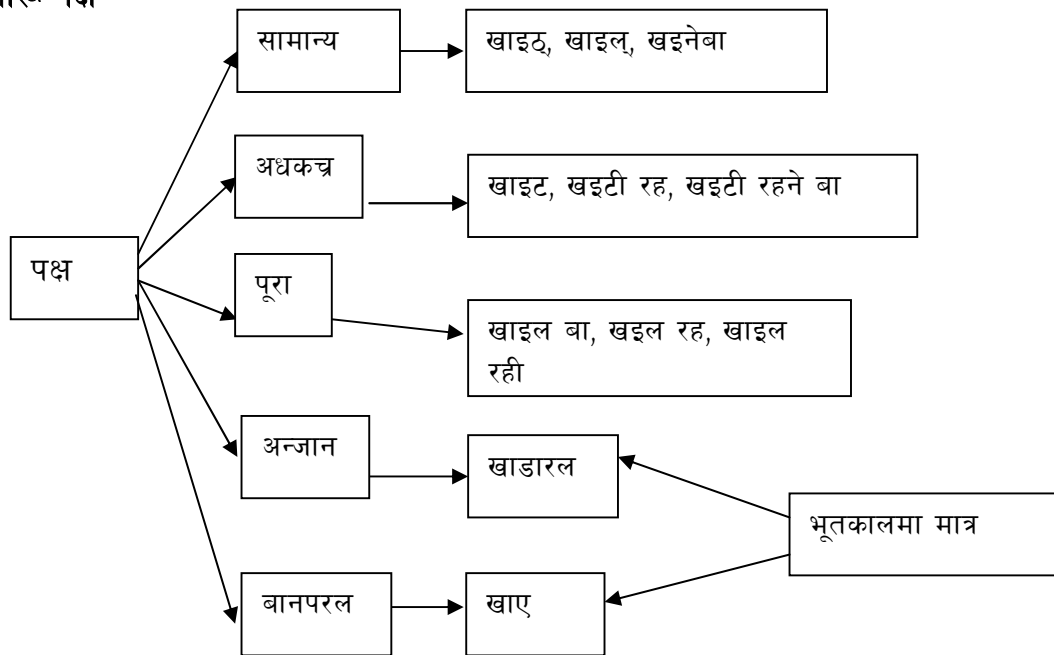 पक्ष
सामान्य
खाइठ्, खाइल्, खइनेबा
अधकच्र
खाइट, खइटी रह, खइटी रहने बा
पक्ष
पूरा
खाइल बा, खइल रह, खाइल
रही
अन्जान
खाडारल
भूतकालमा मात्र
बानपरल
खाए